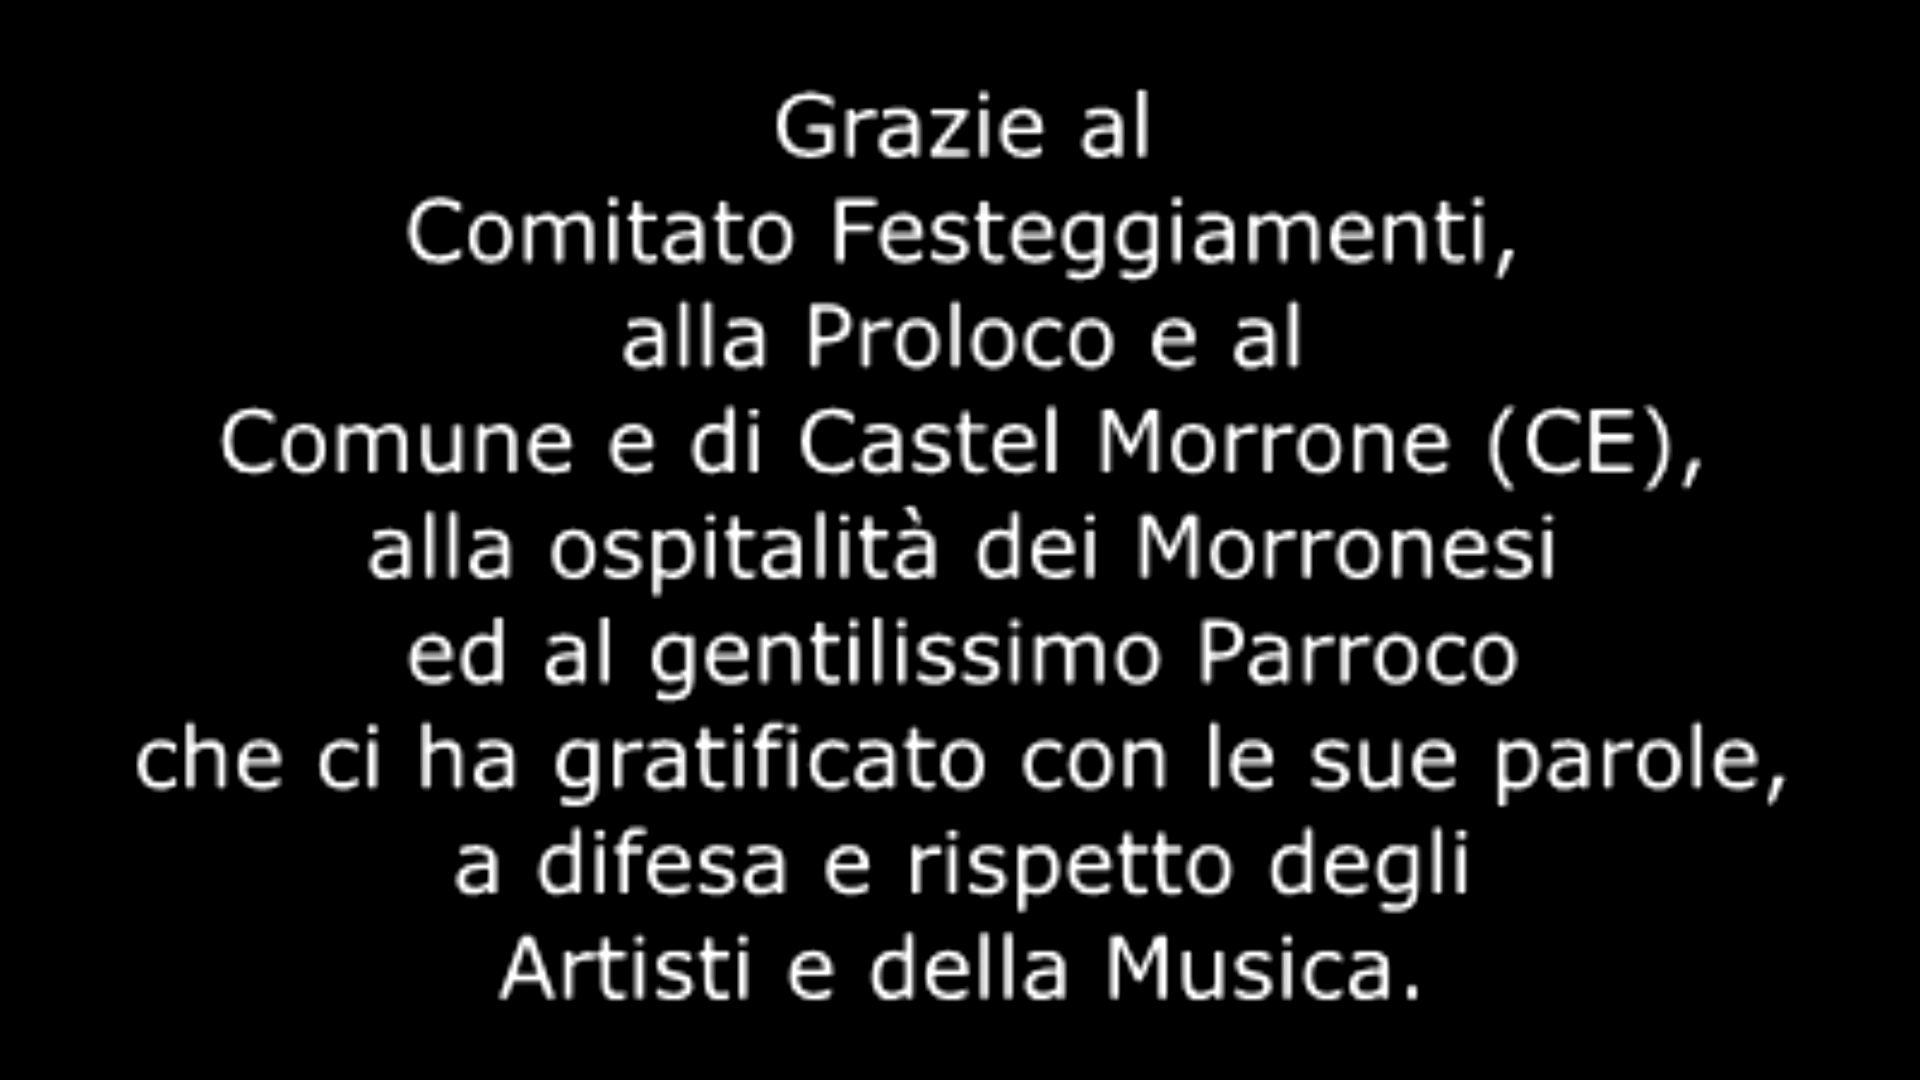 Grazie al
Comitato Festeggiamenti,
alla Proloco e al
Comune e di Castel Morrone (CE),
alla ospitalità dei Morronesi
ed al gentilissimo Parroco
che ci ha gratificato con le sue parole,
a difesa e rispetto degli
Artisti e della Musica.